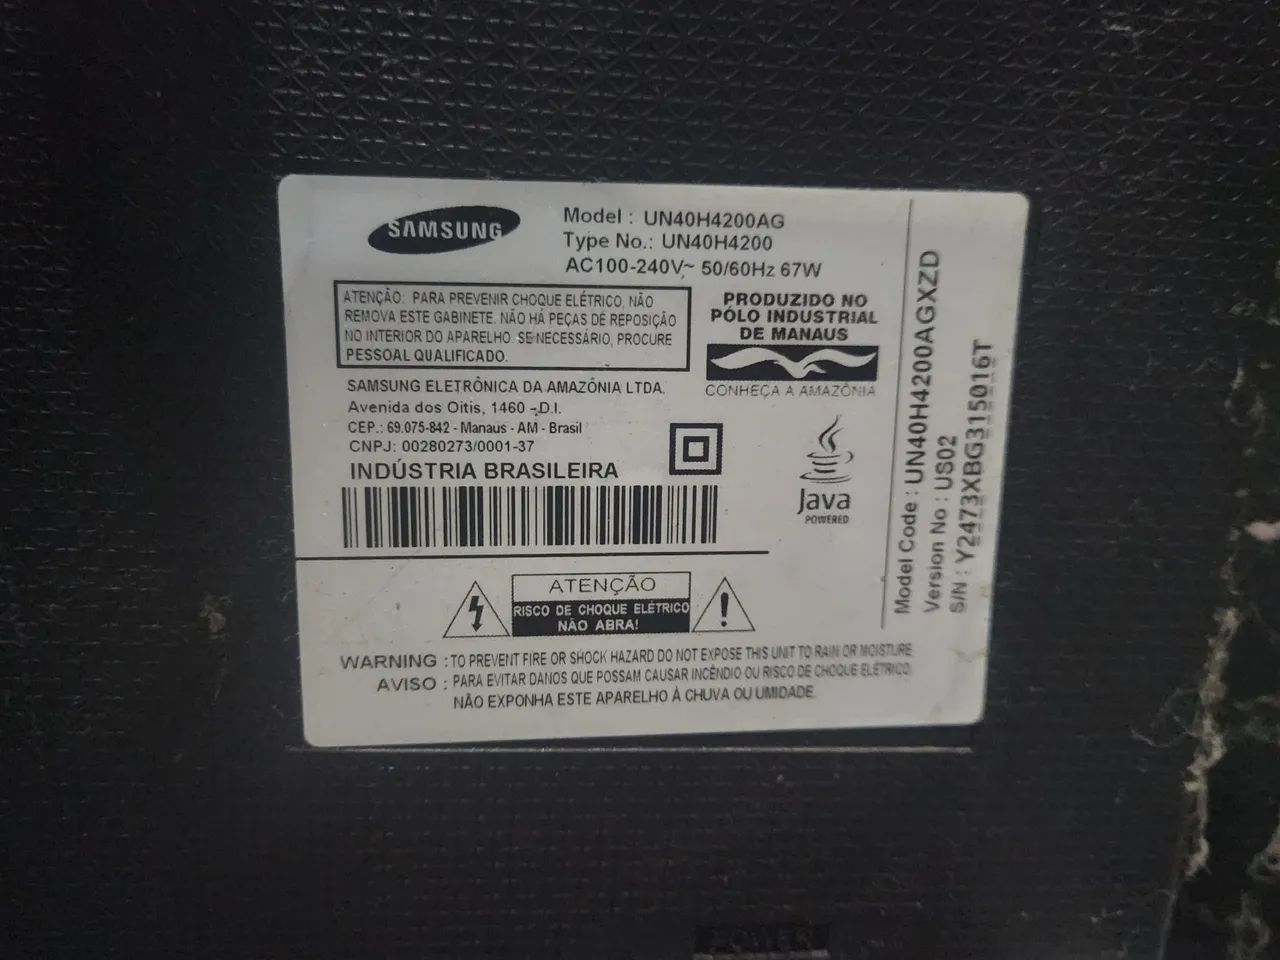 SAMSUNG
Model : UN40H4200AG
Type No.: UN40H4200
AC100-240V~ 50/60Hz 67W
ATENÇÃO: PARA PREVENIR CHOQUE ELÉTRICO, NÃO
REMOVA ESTE GABINETE. NÃO HÁ PEÇAS DE REPOSIÇÃO
NO INTERIOR DO APARELHO. SE NECESSÁRIO, PROCURE
PESSOAL QUALIFICADO.
PRODUZIDO NO
PÓLO INDUSTRIAL
DE MANAUS
CONHEÇA A AMAZÔNIA
SAMSUNG ELETRÔNICA DA AMAZÔNIA LTDA.
Avenida dos Oitis, 1460 - D.I.
CEP.: 69.075-842 - Manaus - AM - Brasil
CNPJ: 00280273/0001-37
INDÚSTRIA BRASILEIRA
Java
POWERED
Model Code : UN40H4200AGXZD
Version No : US02
S/N : Y2473XBG315016T
ATENÇÃO
RISCO DE CHOQUE ELÉTRICO
NÃO ABRA!
WARNING : TO PREVENT FIRE OR SHOCK HAZARD DO NOT EXPOSE THIS UNIT TO RAIN OR MOISTURE
AVISO : PARA EVITAR DANOS QUE POSSAM CAUSAR INCÊNDIO OU RISCO DE CHOQUE ELÉTRICO.
NÃO EXPONHA ESTE APARELHO À CHUVA OU UMIDADE.
POWER